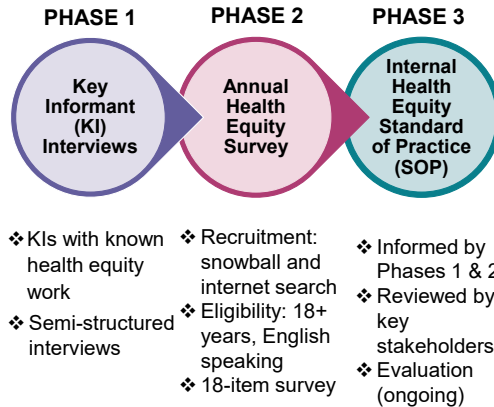 PHASE 1
PHASE 2
PHASE 3
Key
Informant
(KI)
Interviews
Annual
Health
Equity
Survey
Internal
Health
Equity
Standard
of Practice
(SOP)
❖ KIs with known
health equity
work
❖ Semi-structured
interviews
❖ Recruitment:
snowball and
internet search
❖ Eligibility: 18+
years, English
speaking
❖ 18-item survey
❖ Informed by
Phases 1 & 2
❖ Reviewed by
key
stakeholders
❖ Evaluation
(ongoing)